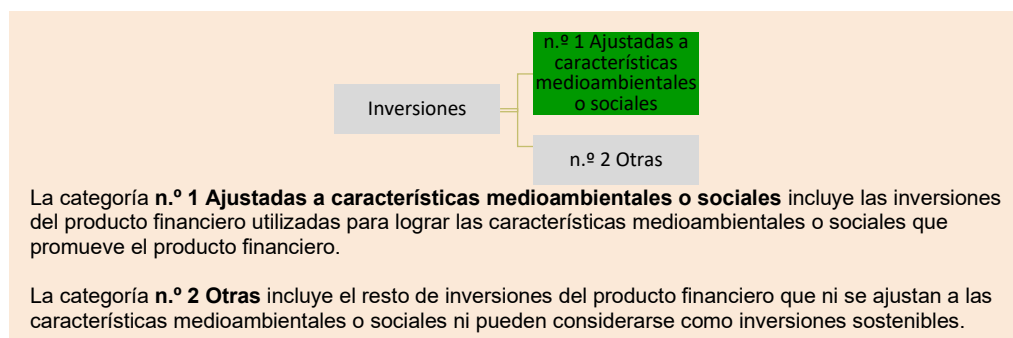 n.º 1 Ajustadas a
características
medioambientales
o sociales
Inversiones
n.º 2 Otras
La categoría n.º 1 Ajustadas a características medioambientales o sociales incluye las inversiones
del producto financiero utilizadas para lograr las características medioambientales o sociales que
promueve el producto financiero.
La categoría n.º 2 Otras incluye el resto de inversiones del producto financiero que ni se ajustan a las
características medioambientales o sociales ni pueden considerarse como inversiones sostenibles.